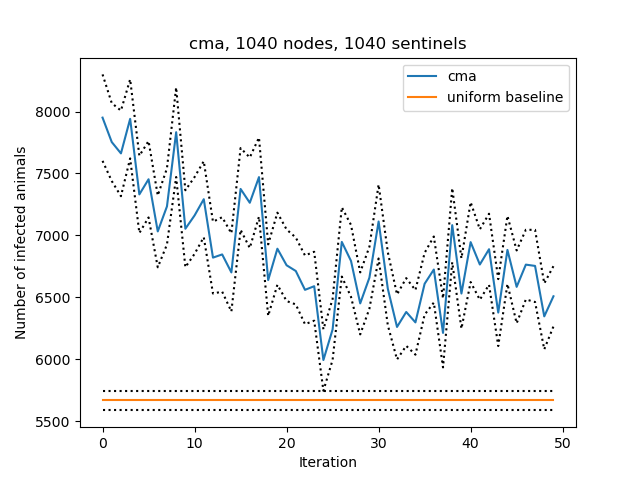 cma, 1040 nodes, 1040 sentinels
cma
uniform baseline
Number of infected animals
8000
7500
7000
6500
6000
5500
0
10
20
30
40
50
Iteration